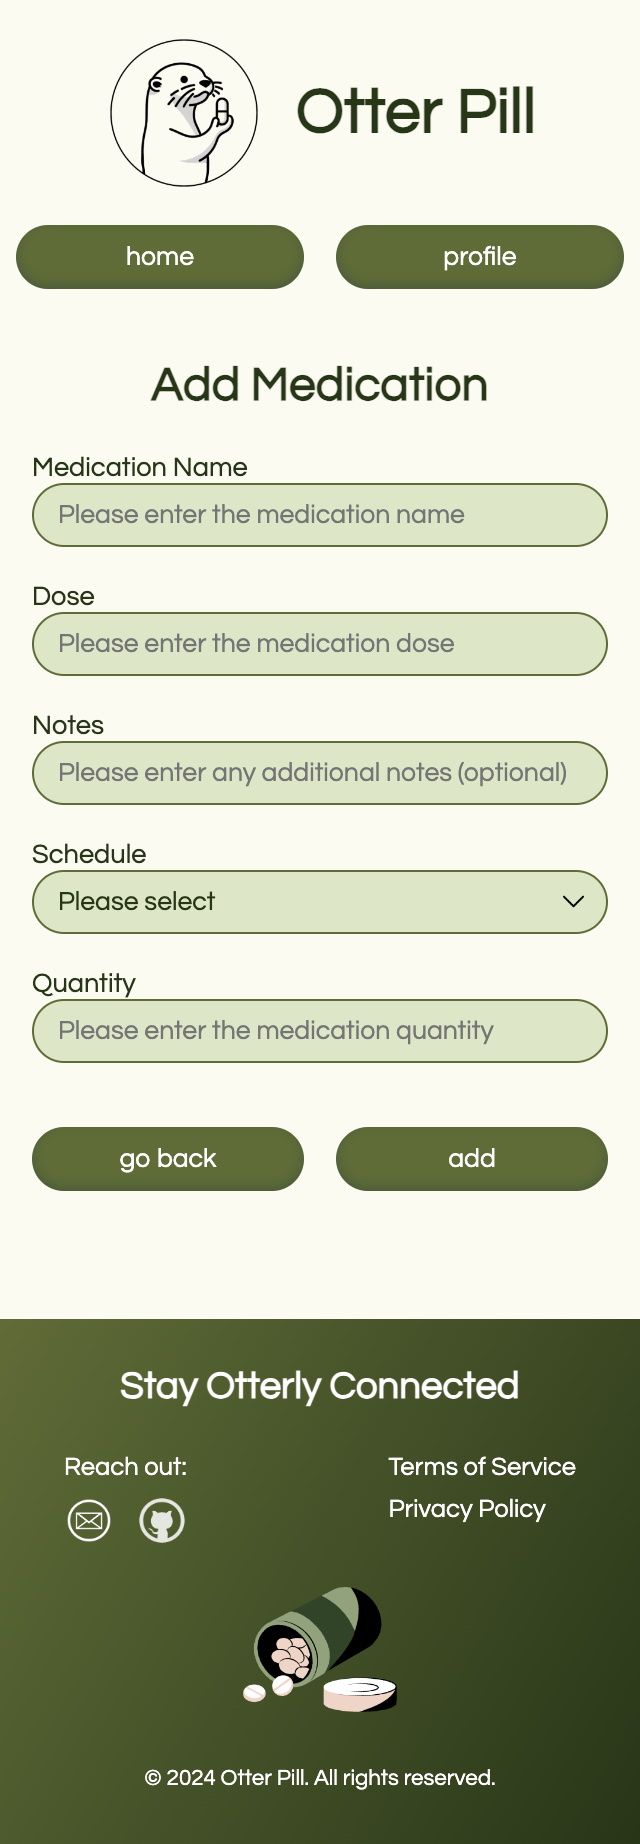 Otter Pill
home
profile
Add Medication
Medication Name
Please enter the medication name
Dose
Please enter the medication dose
Notes
Please enter any additional notes (optional)
Schedule
Please select
Quantity
Please enter the medication quantity
go back
add
Stay Otterly Connected
Reach out:
Terms of Service
Privacy Policy
© 2024 Otter Pill. All rights reserved.